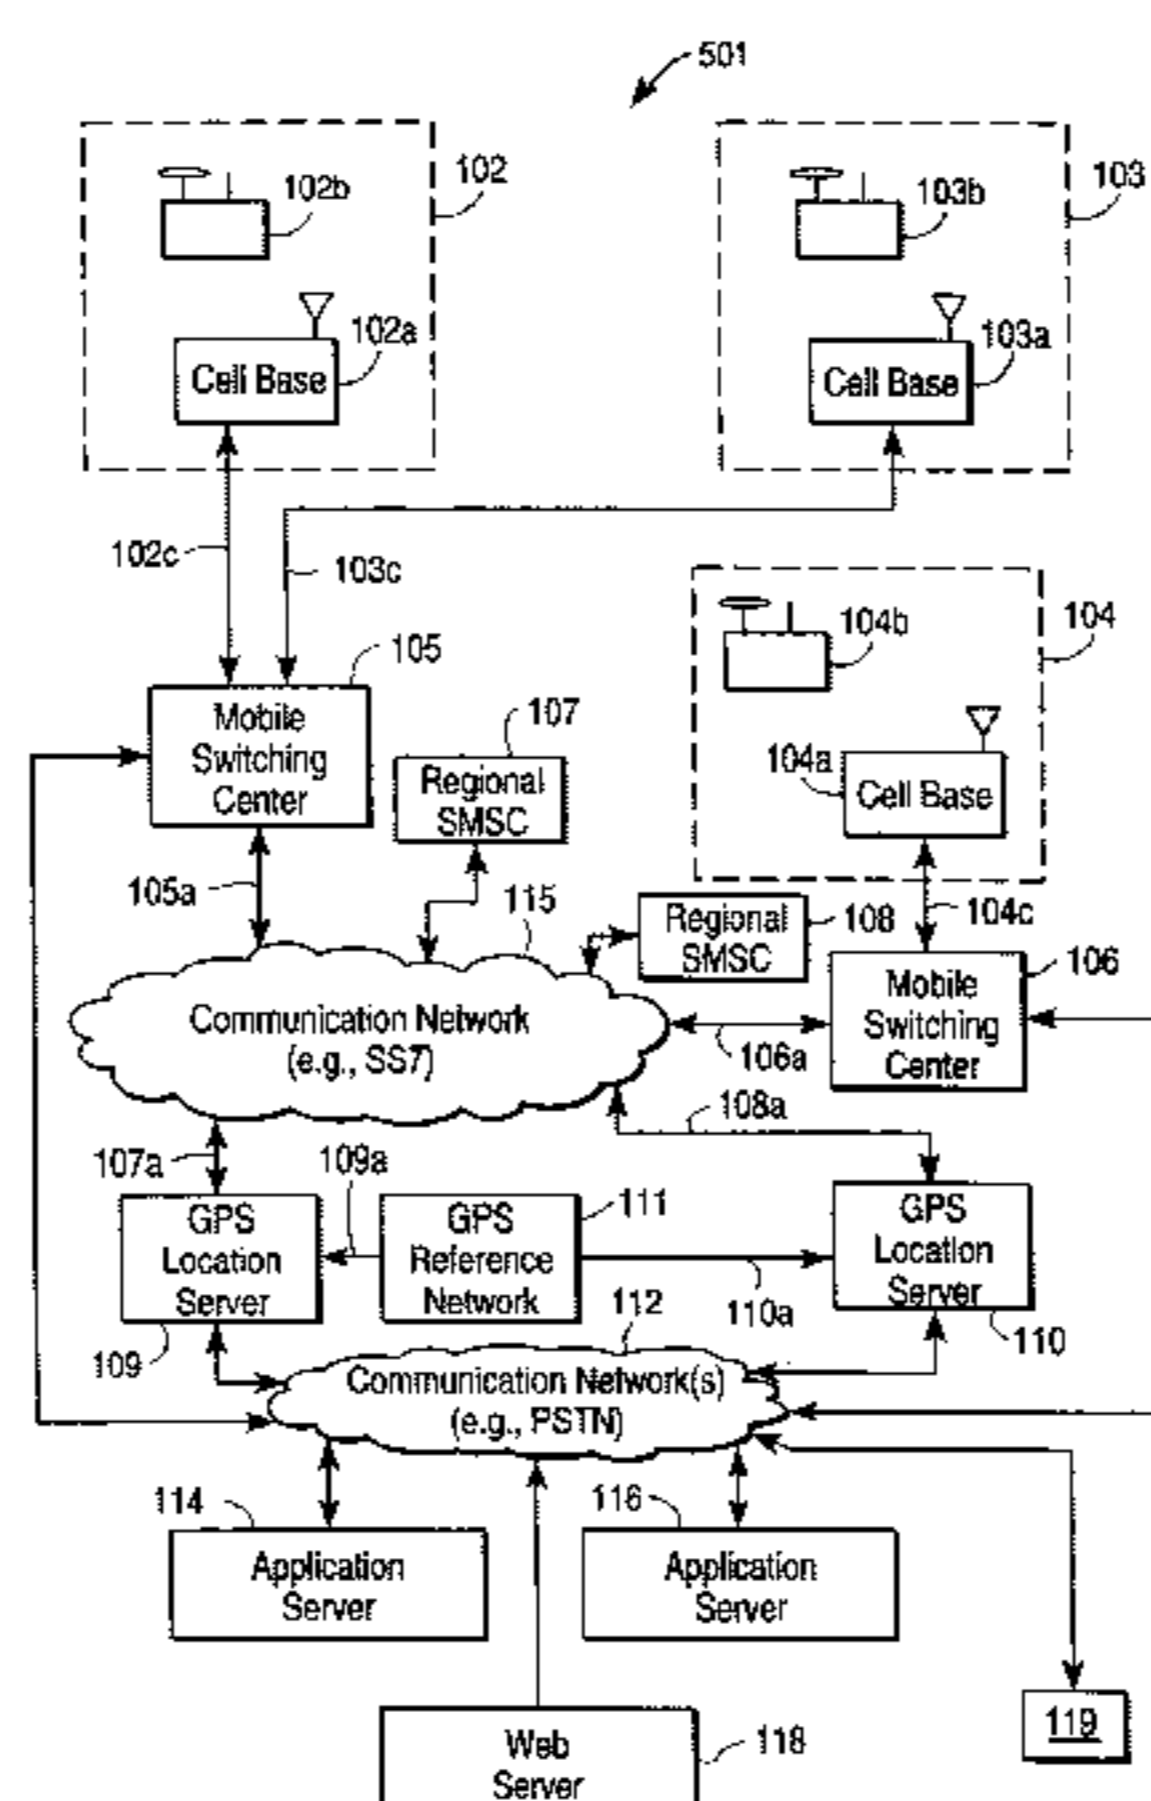 501
102
103
102b
103b
102a
103a
Cell Base
Cell Base
102c
103c
104b
104
105
Mobile
Switching
Center
107
Regional
SMSC
104a
Cell Base
105a
115
104c
Regional
SMSC
108
106
Mobile
Switching
Center
Communication Network
(e.g., SS7)
106a
108a
107a
109a
GPS
Location
Server
GPS
Reference
Network
111
GPS
Location
Server
110a
110
109
112
Communication Network(s)
(e.g., PSTN)
114
116
Application
Server
Application
Server
Web
Server
118
119